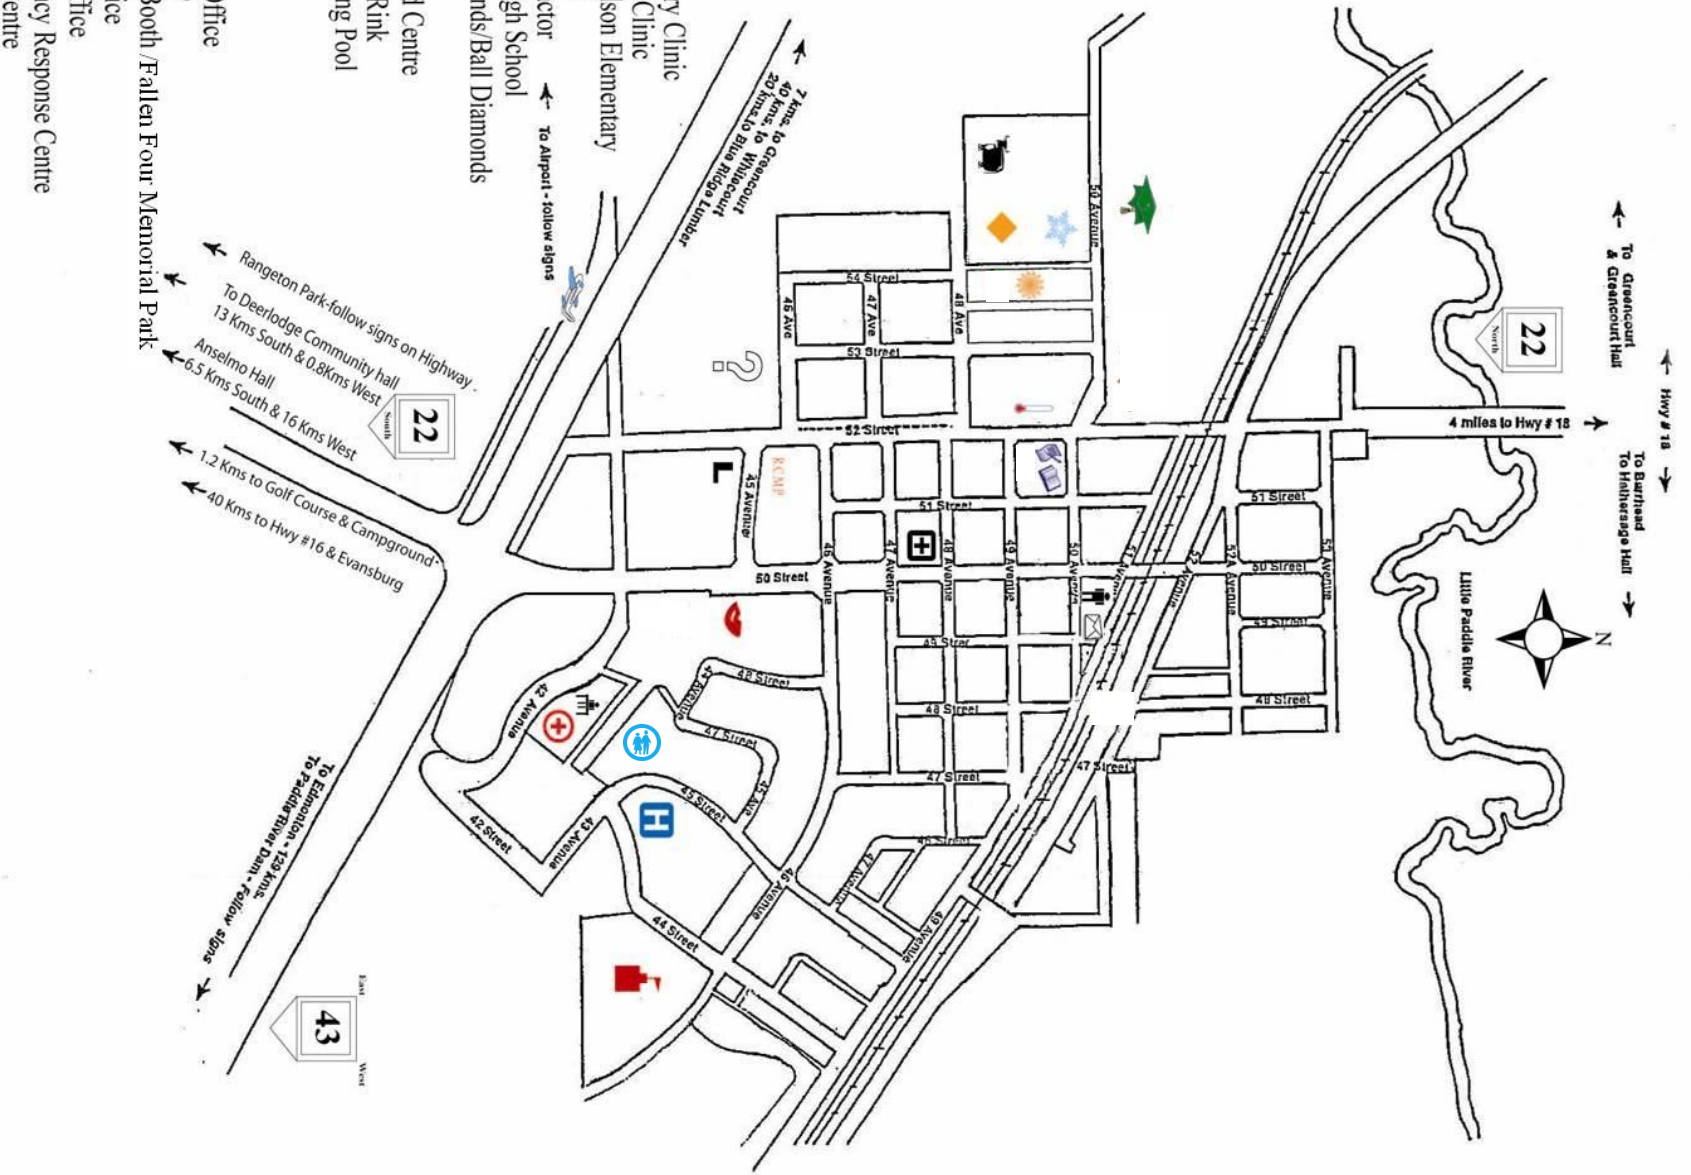 ry Clinic
Clinic
son Elementary
ctor
gh School
nds/Ball Diamonds
d Centre
Rink
ng Pool
Office
Booth /Fallen Four Memorial Park
ice
ffice
cy Response Centre
entre
To Airport - follow signs
7 kms. to Greencourt
40 kms. to Whitecourt
20 kms. to Blue Ridge Lumber
Rangeton Park-follow signs on Highway
To Deerlodge Community hall
13 Kms South & 0.8Kms West
Anselmo Hall
6.5 Kms South & 16 Kms West
1.2 Kms to Golf Course & Campground
40 Kms to Hwy #16 & Evansburg
22
South
22
North
To Greencourt
& Greencourt Hall
Hwy # 18
To Barrhead
To Hathersage Hall
4 miles to Hwy # 18
Little Paddle River
N
50 Avenue
54 Street
46 Ave
47 Ave
48 Ave
53 Street
52 Street
RCMP
L
45 Avenue
51 Street
51 Street
46 Avenue
47 Avenue
48 Avenue
49 Avenue
50 Avenue
51 Avenue
52 Avenue
52A Avenue
53 Avenue
50 Street
50 Street
49 Street
49 Street
48 Street
48 Street
48 Street
44 Avenue
47 Street
47 Street
47 Street
45 Ave
42 Avenue
45 Street
H
42 Street
43 Avenue
46 Street
47 Avenue
46 Avenue
49 Avenue
44 Street
To Edmonton - 129 kms.
To Paddle River Dam - Follow signs
East
43
West
?